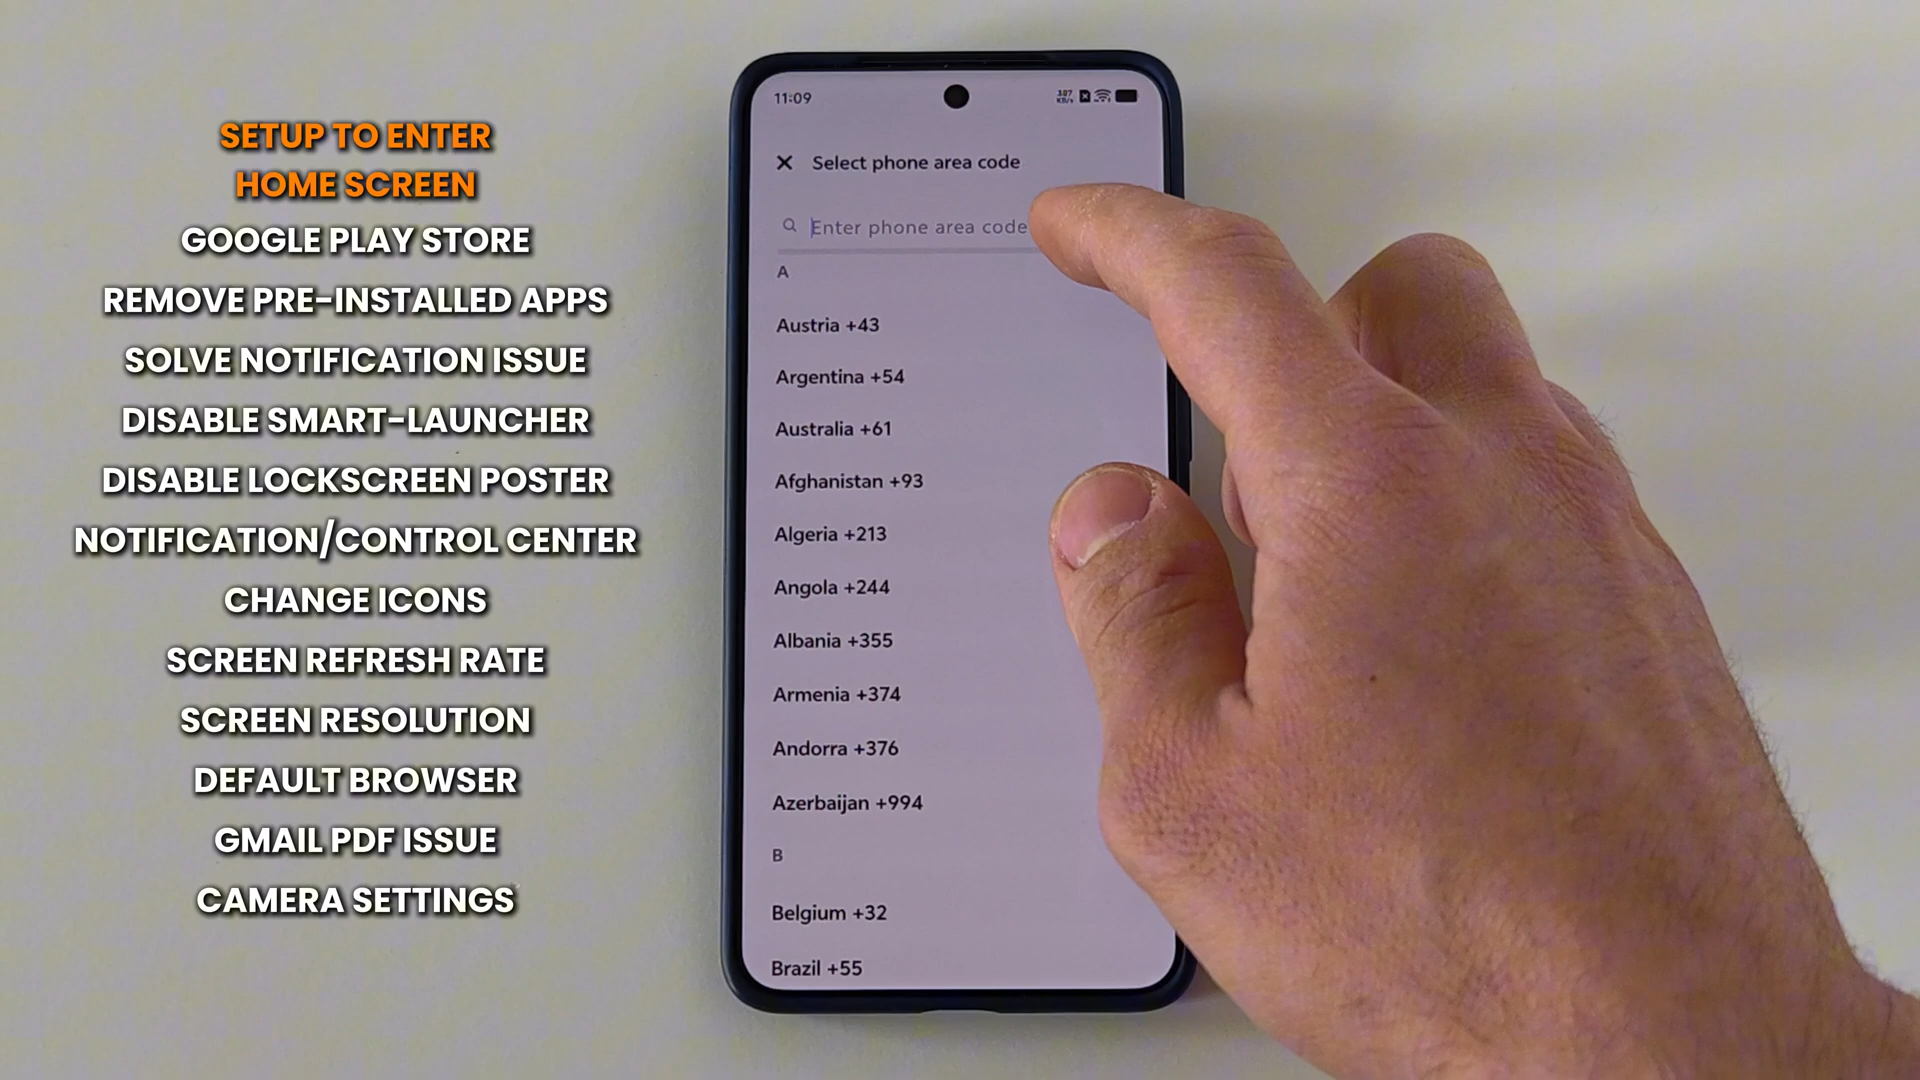 SETUP TO ENTER
HOME SCREEN
GOOGLE PLAY STORE
REMOVE PRE-INSTALLED APPS
SOLVE NOTIFICATION ISSUE
DISABLE SMART-LAUNCHER
DISABLE LOCKSCREEN POSTER
NOTIFICATION/CONTROL CENTER
CHANGE ICONS
SCREEN REFRESH RATE
SCREEN RESOLUTION
DEFAULT BROWSER
GMAIL PDF ISSUE
CAMERA SETTINGS
11:09
387 KB/s
Select phone area code
Enter phone area code
A
Austria +43
Argentina +54
Australia +61
Afghanistan +93
Algeria +213
Angola +244
Albania +355
Armenia +374
Andorra +376
Azerbaijan +994
B
Belgium +32
Brazil +55